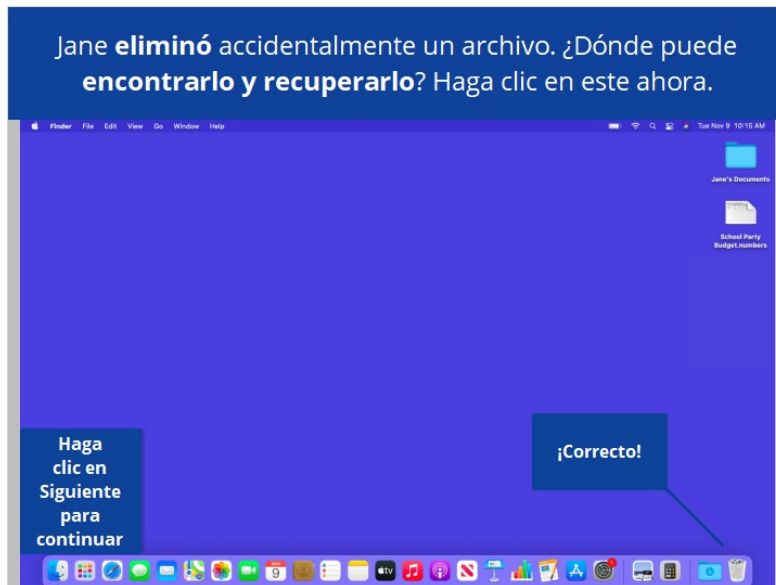 Jane eliminó accidentalmente un archivo. ¿Dónde puede
encontrarlo y recuperarlo? Haga clic en este ahora.
Finder File Edit View Go Window Help
Tue Nov 9 10:15 AM
Jane's Documents
School Party
Budget.numbers
Haga
clic en
Siguiente
para
continuar
¡Correcto!
9
tv